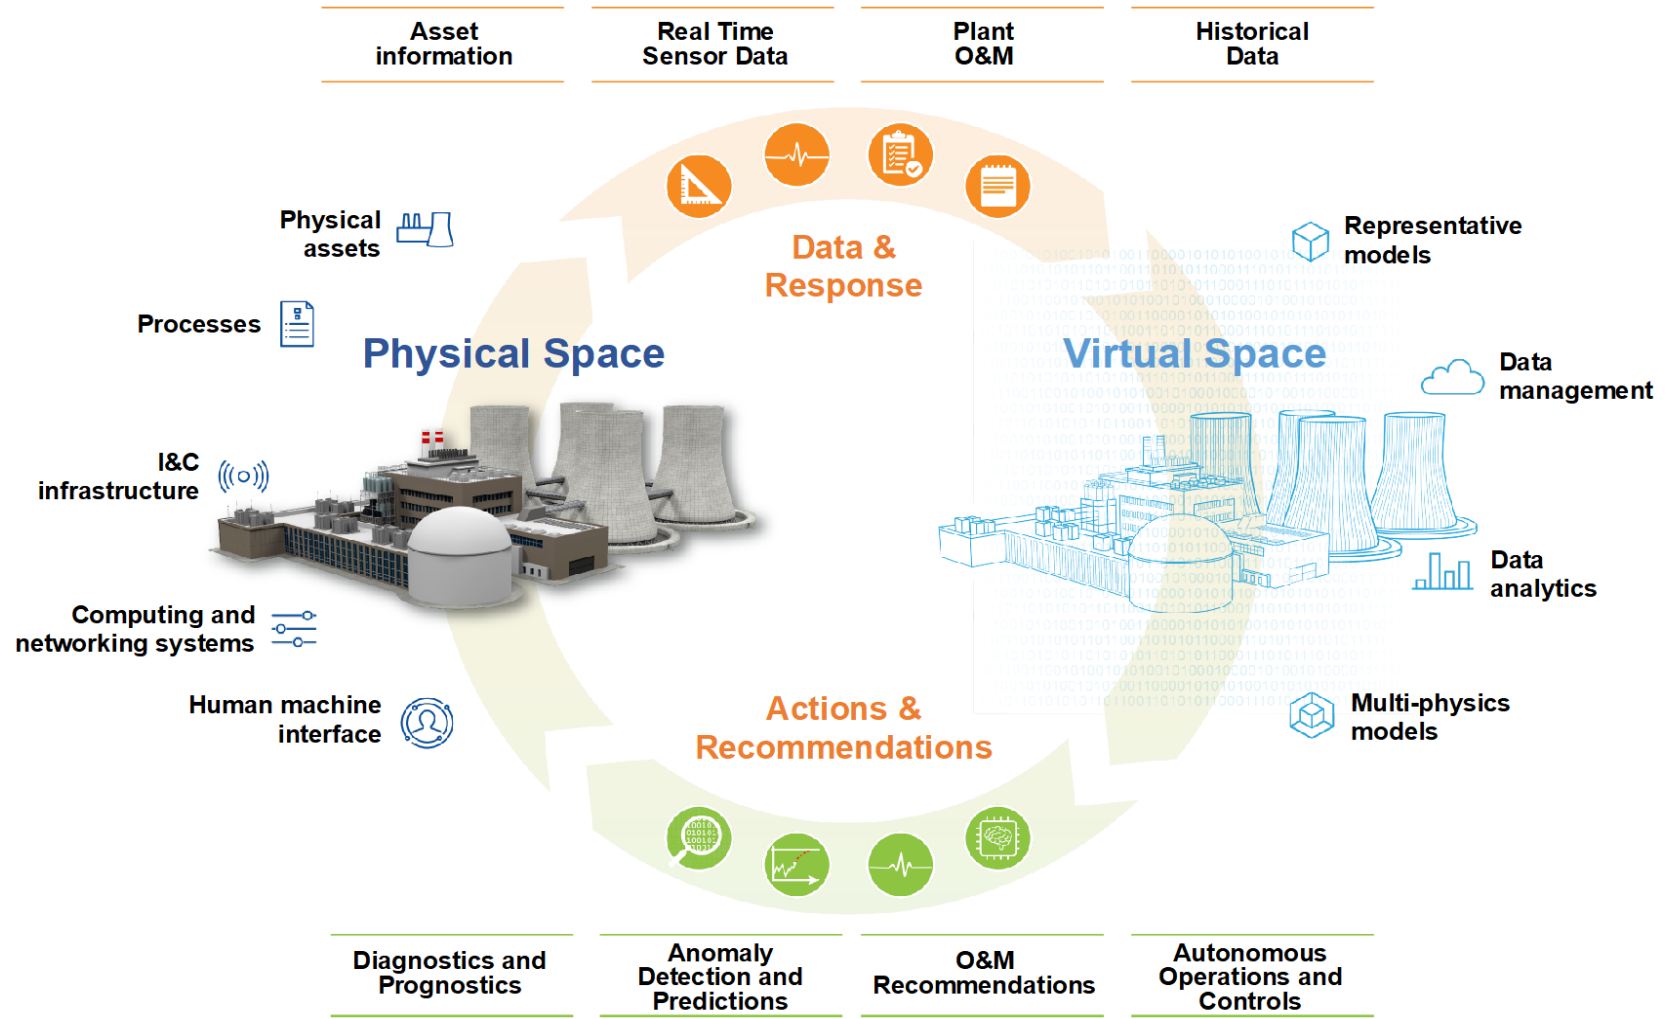 Asset
information
Real Time
Sensor Data
Plant
O&M
Historical
Data
Data &
Response
Physical Space
Physical
assets
Processes
I&C
infrastructure
Computing and
networking systems
Human machine
interface
Virtual Space
Representative
models
Data
management
Data
analytics
Multi-physics
models
Actions &
Recommendations
Diagnostics and
Prognostics
Anomaly
Detection and
Predictions
O&M
Recommendations
Autonomous
Operations and
Controls